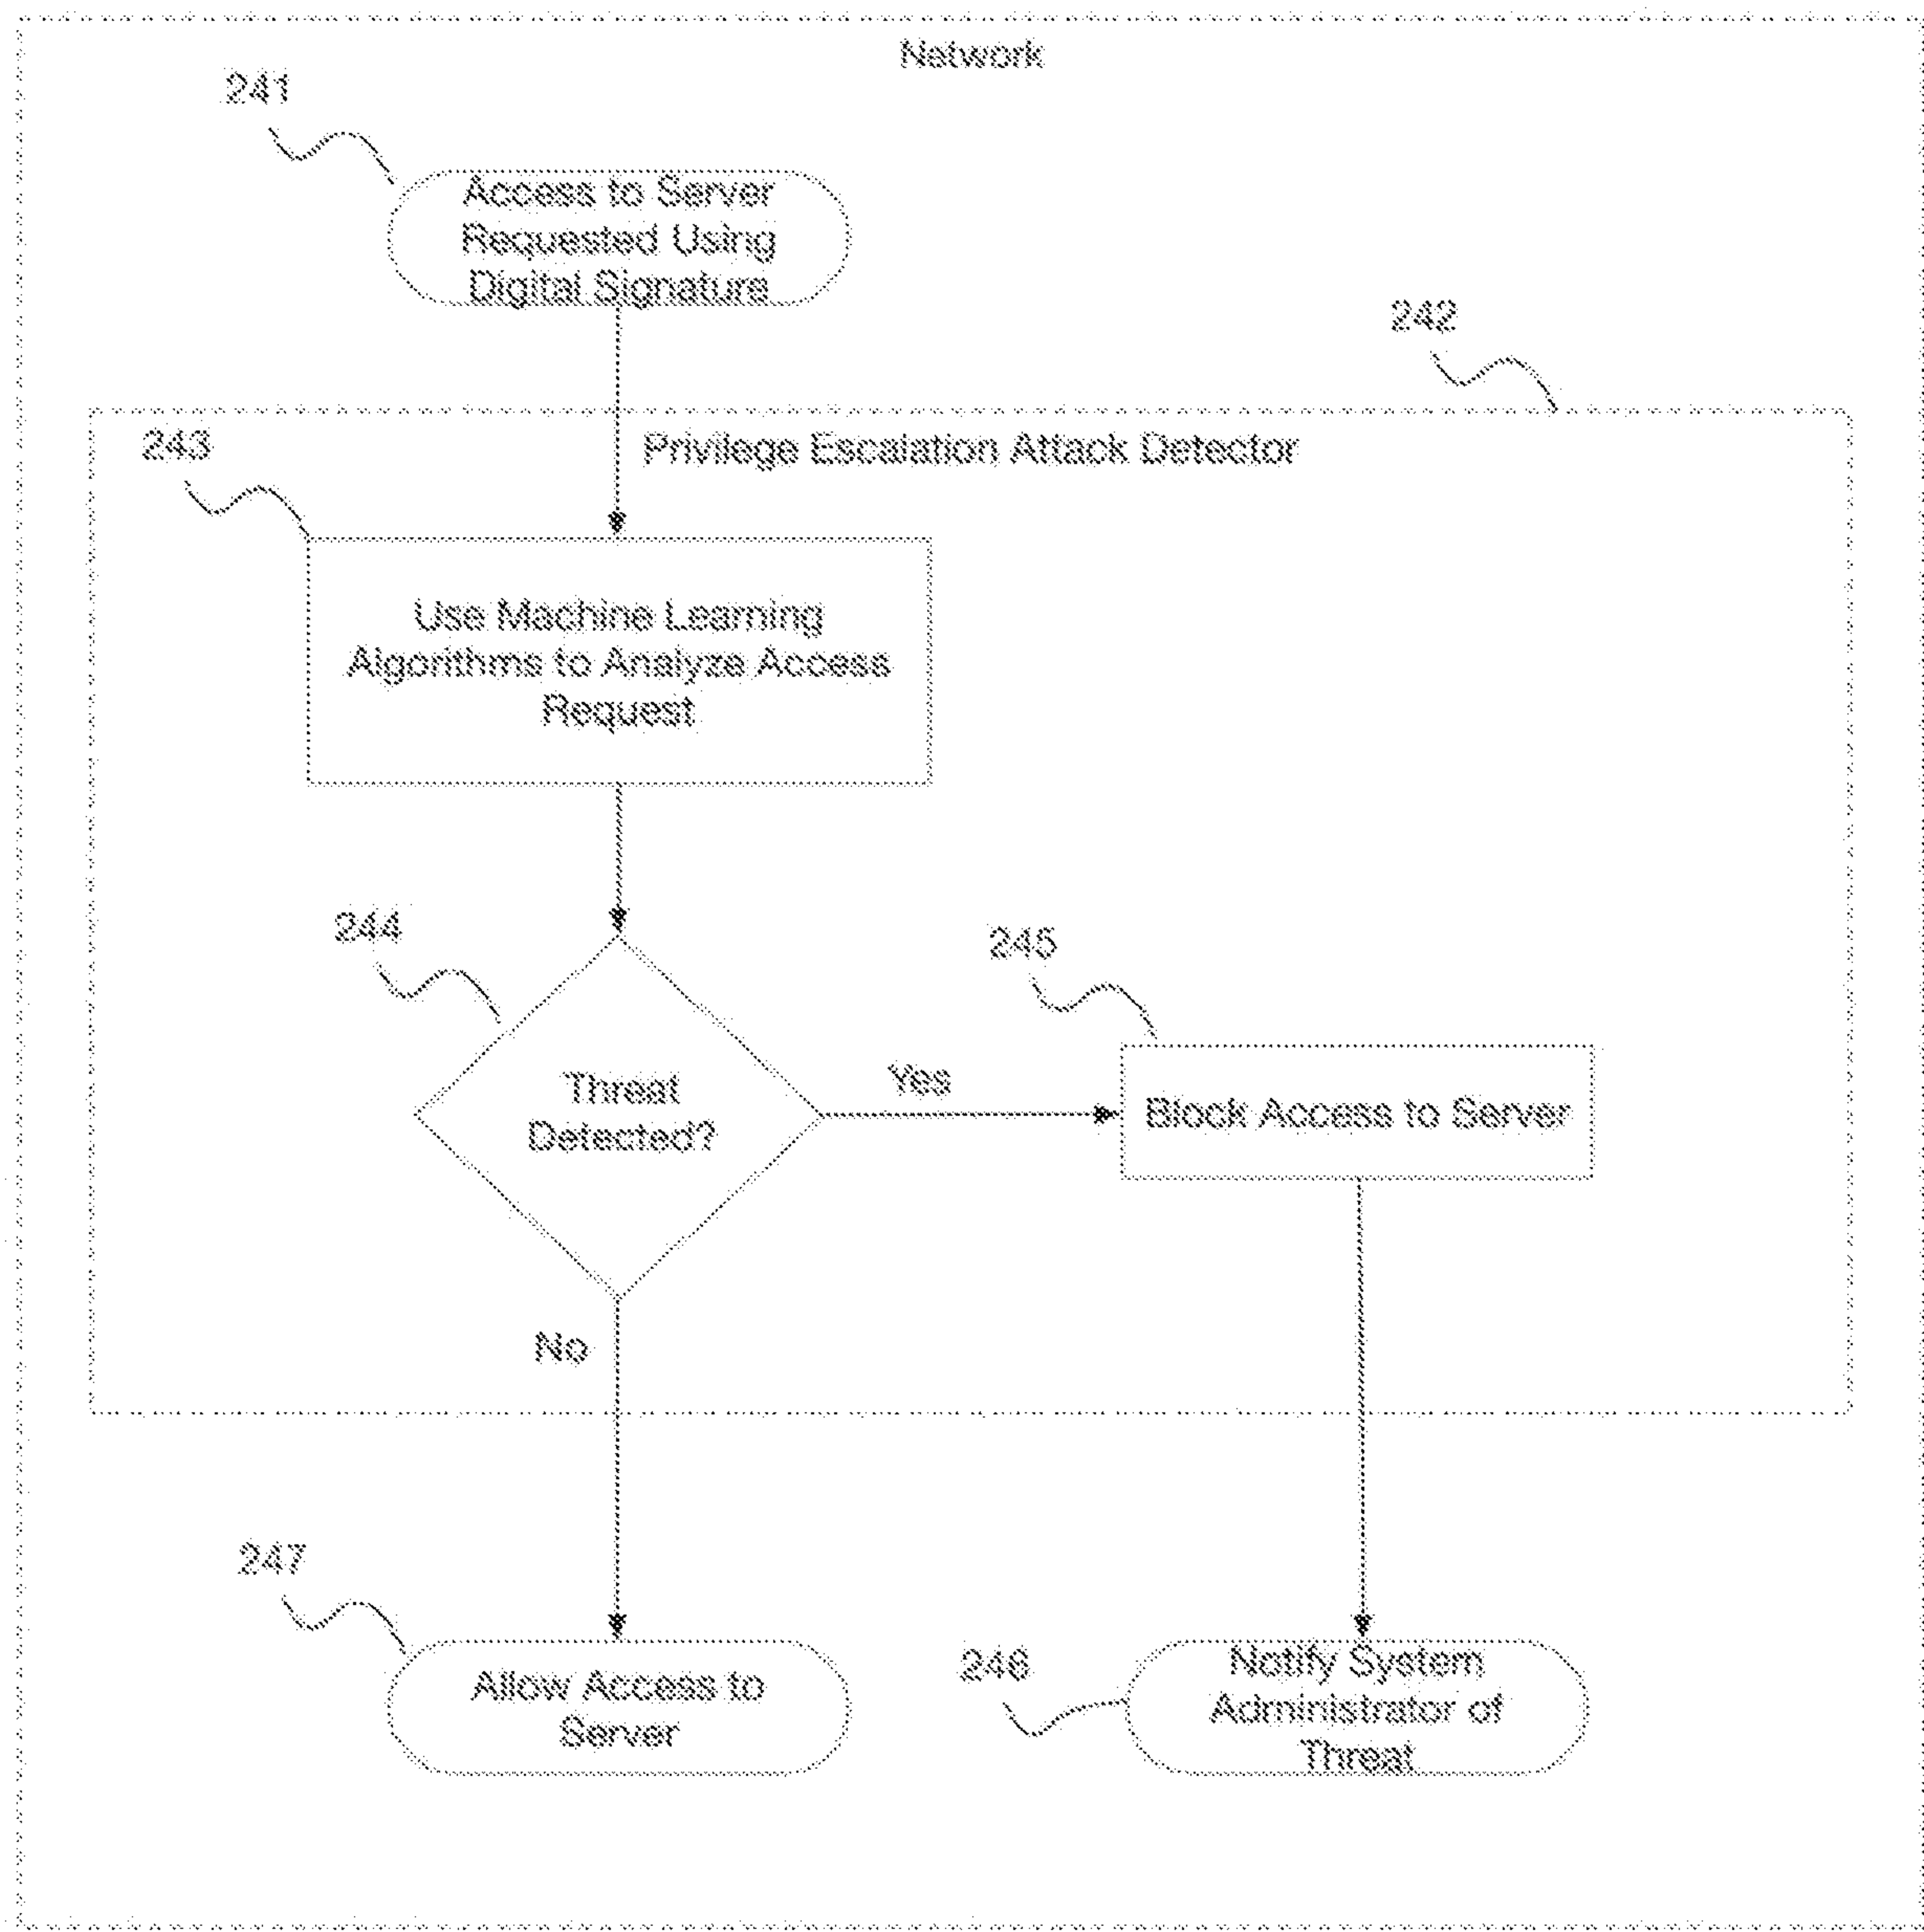 Network
241
Access to Server
Requested Using
Digital Signature
242
243
Privilege Escalation Attack Detector
Use Machine Learning
Algorithms to Analyze Access
Request
244
245
Threat
Detected?
Yes
Block Access to Server
No
247
Allow Access to
Server
246
Notify System
Administrator of
Threat